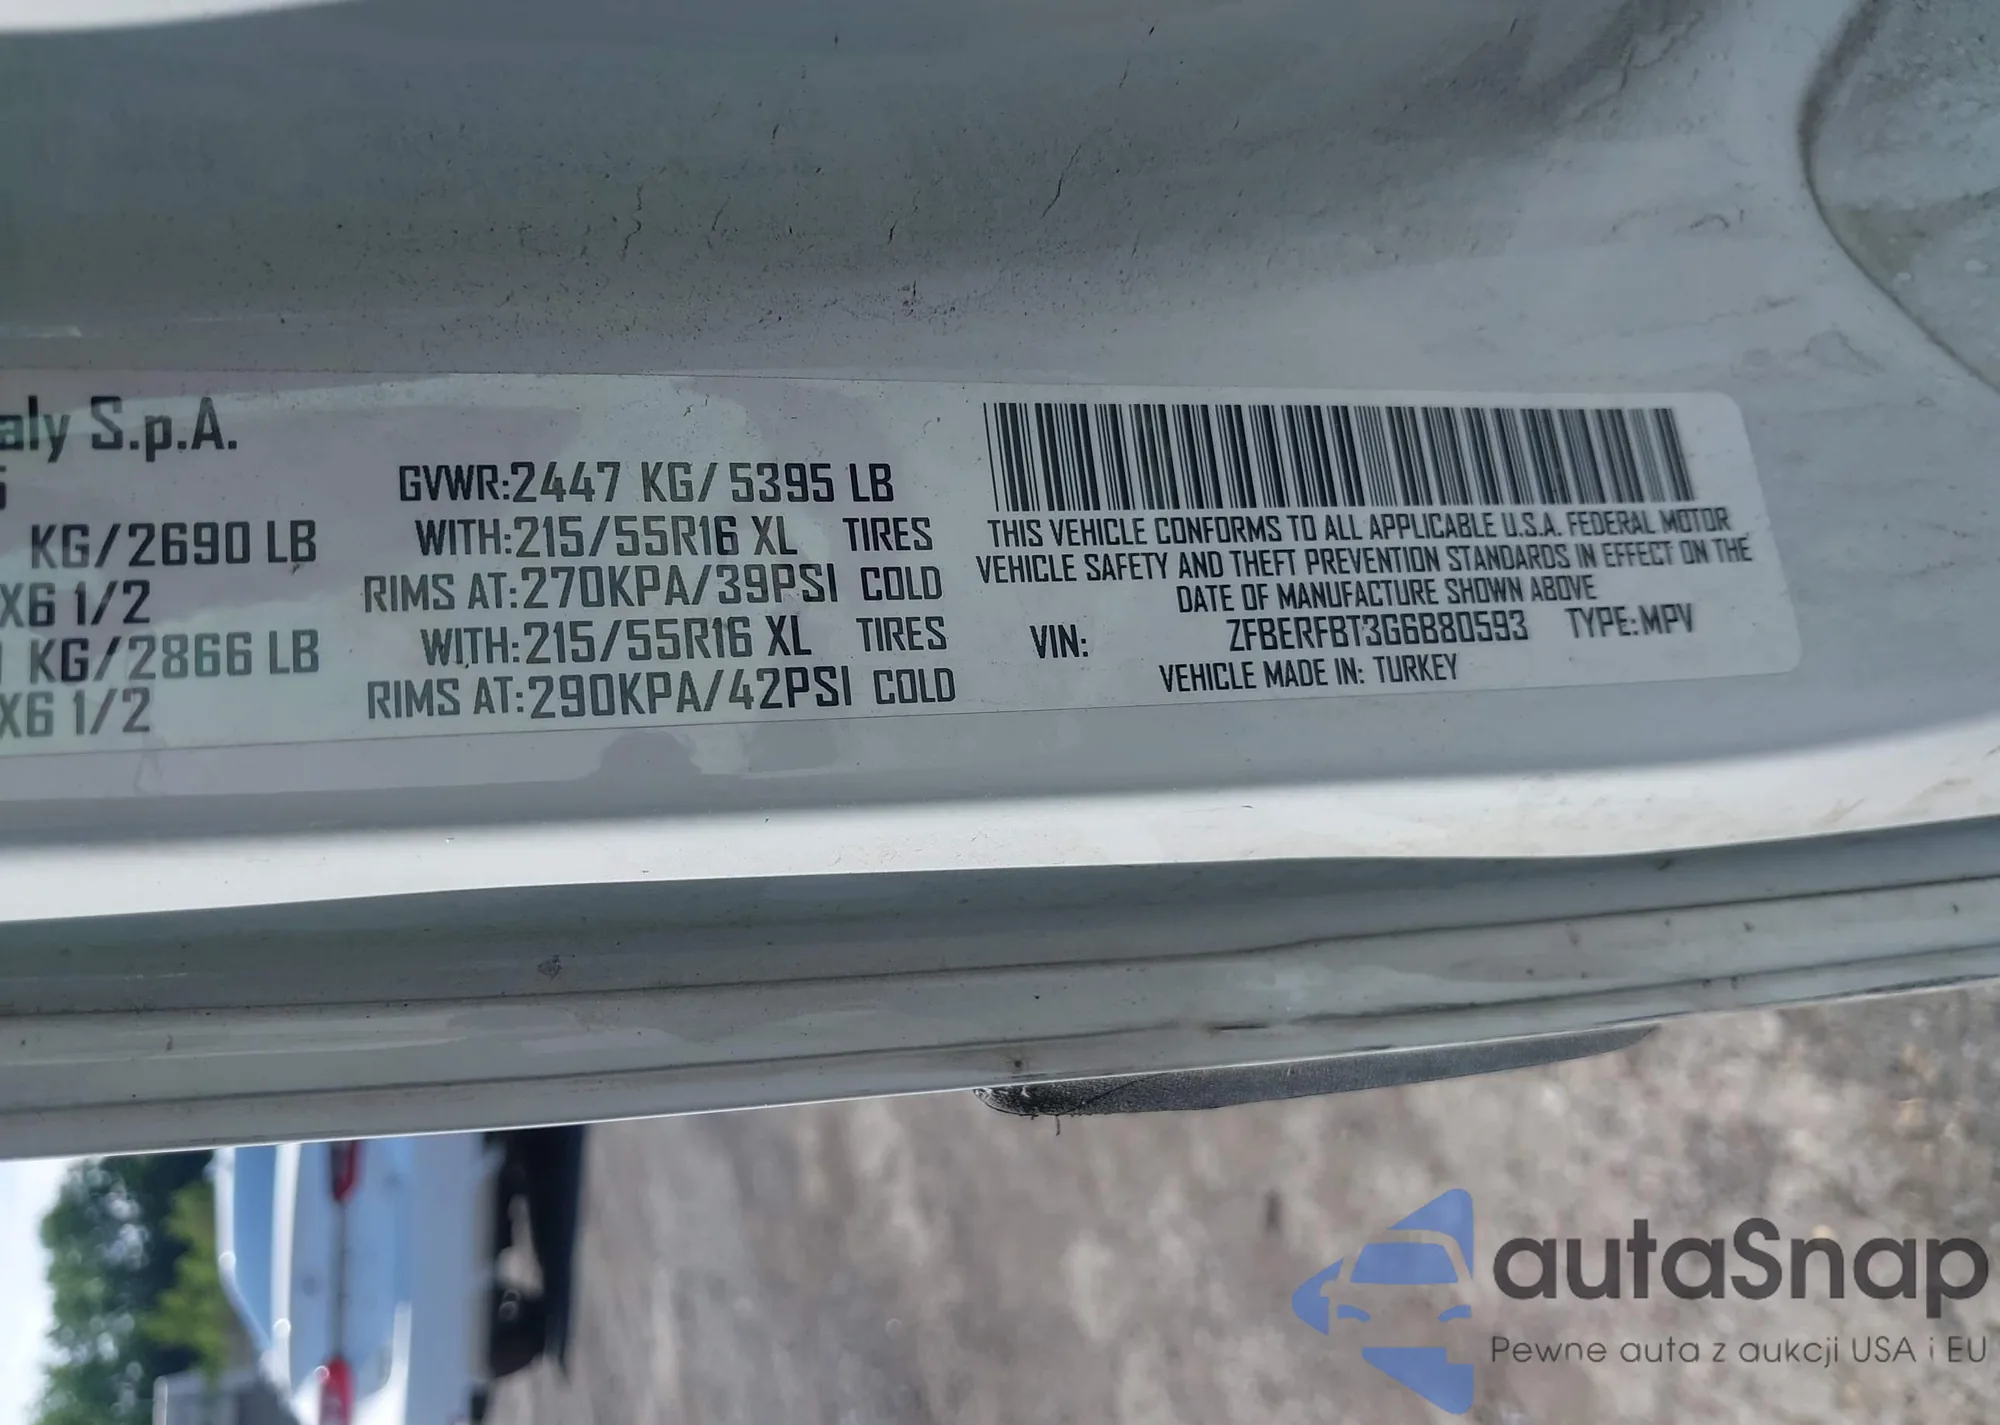 aly S.p.A.
5
KG/2690 LB
X6 1/2
KG/2866 LB
X6 1/2
GVWR:2447 KG/5395 LB
WITH:215/55R16 XL TIRES
RIMS AT:270KPA/39PSI COLD
WITH:215/55R16 XL TIRES
RIMS AT:290KPA/42PSI COLD
THIS VEHICLE CONFORMS TO ALL APPLICABLE U.S.A. FEDERAL MOTOR
VEHICLE SAFETY AND THEFT PREVENTION STANDARDS IN EFFECT ON THE
DATE OF MANUFACTURE SHOWN ABOVE
VIN: ZFBERFBT3G6B80593 TYPE:MPV
VEHICLE MADE IN: TURKEY
autaSnap
Pewne auta z aukcji USA i EU